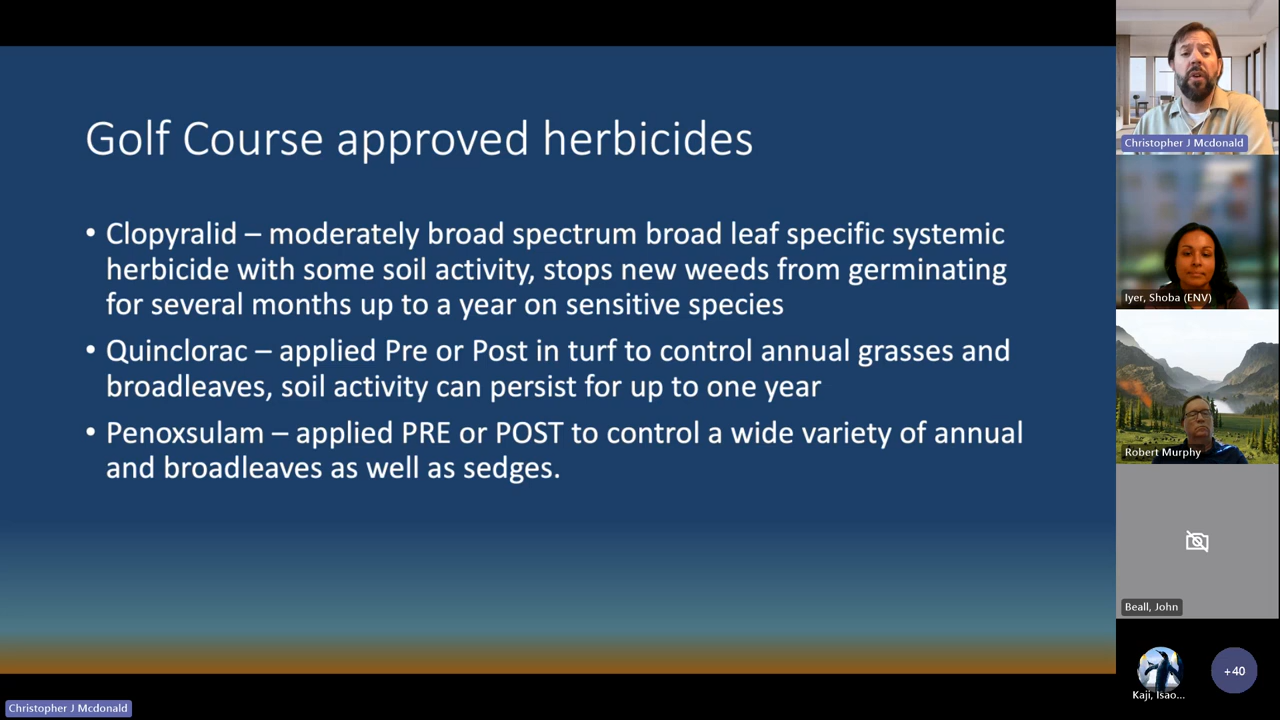 Golf Course approved herbicides
• Clopyralid – moderately broad spectrum broad leaf specific systemic
herbicide with some soil activity, stops new weeds from germinating
for several months up to a year on sensitive species
• Quinclorac – applied Pre or Post in turf to control annual grasses and
broadleaves, soil activity can persist for up to one year
• Penoxsulam – applied PRE or POST to control a wide variety of annual
and broadleaves as well as sedges.
Christopher J Mcdonald
Iyer, Shoba (ENV)
Robert Murphy
Beall, John
Kaji, Isao...
+40
Christopher J Mcdonald